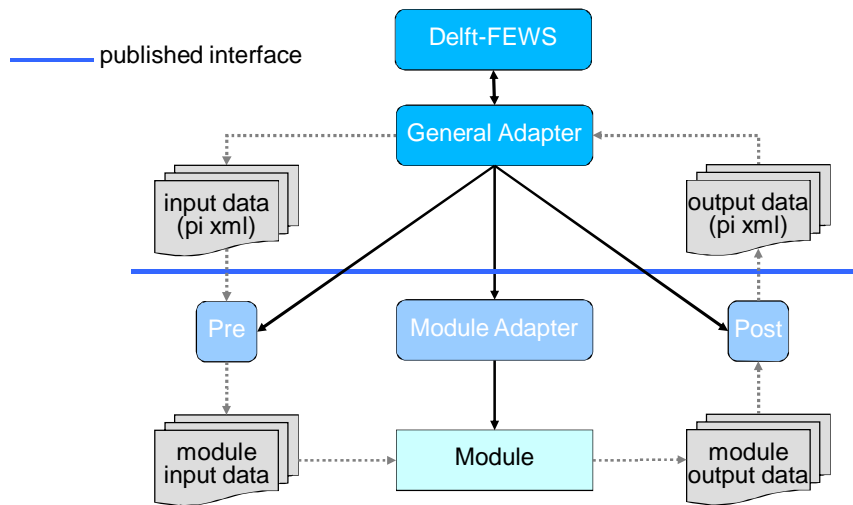 Delft-FEWS
published interface
General Adapter
input data
(pi xml)
output data
(pi xml)
Pre
Module Adapter
Post
module
input data
Module
module
output data